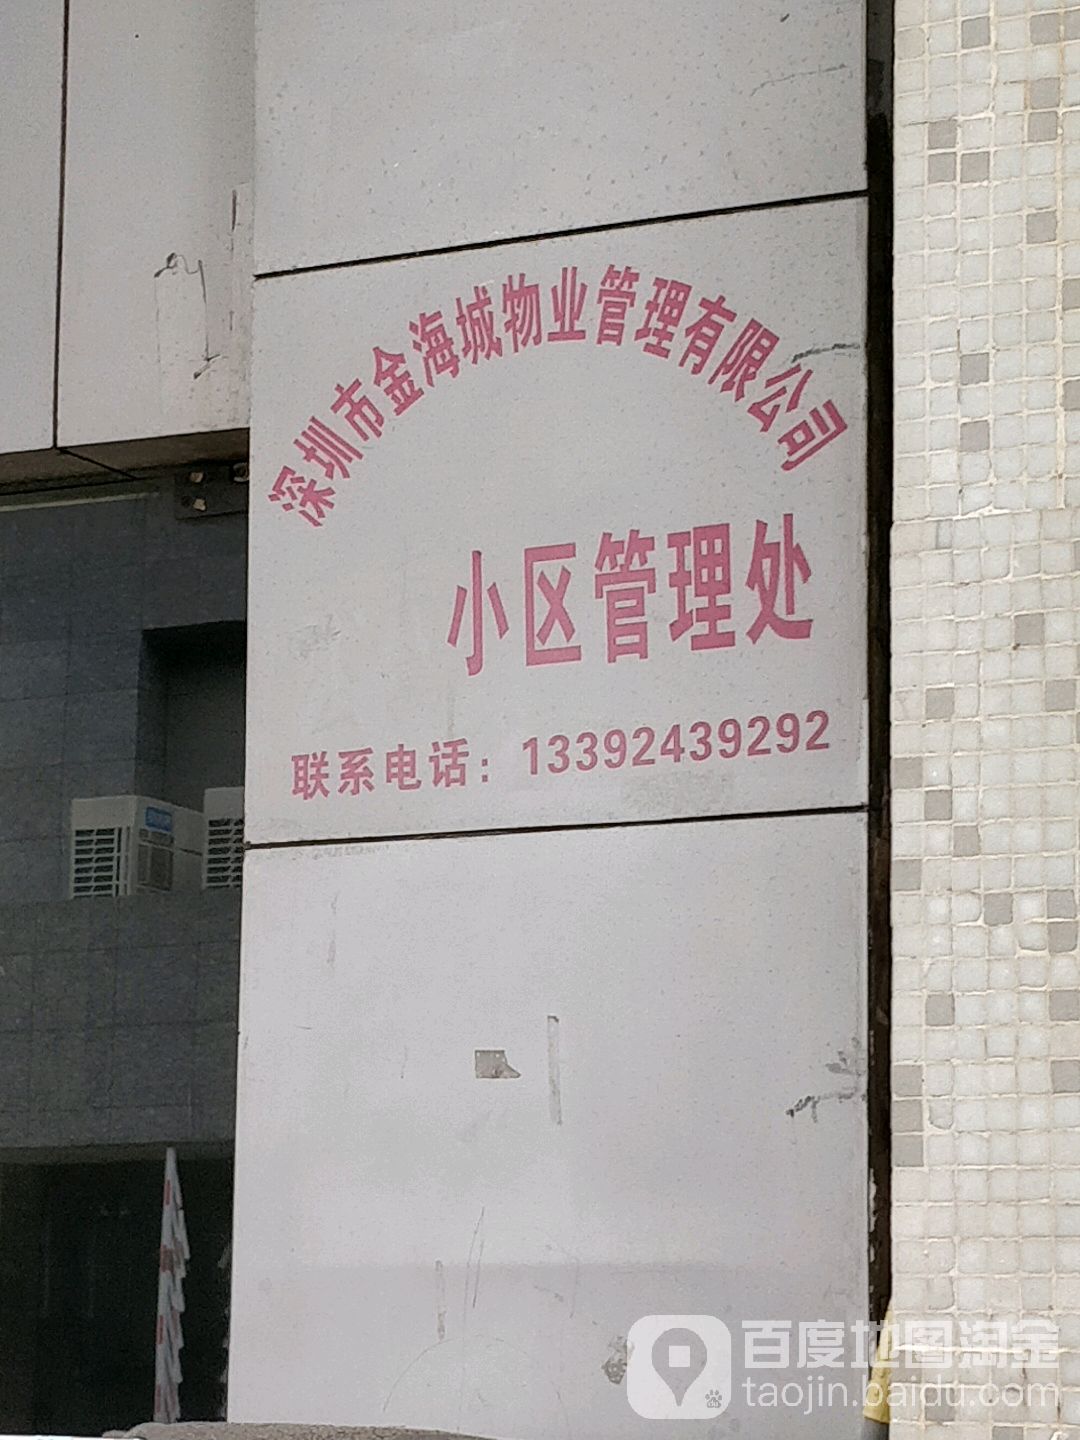 深圳市金海城物业管理有限公司
小区管理处
联系电话：13392439292
百度地图淘金
taojin.baidu.com